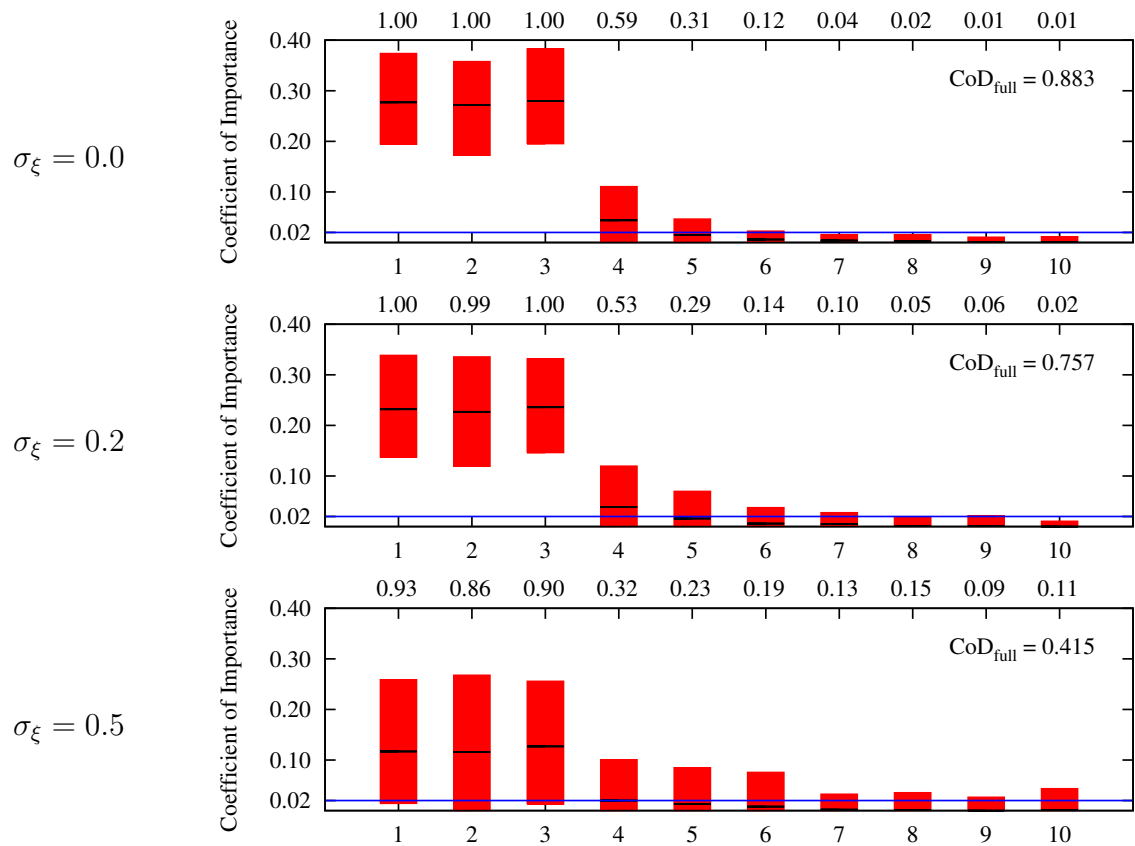 1.00 1.00 1.00 0.59 0.31 0.12 0.04 0.02 0.01 0.01
Coefficient of Importance
0.40
0.30
0.20
0.10
0.02
CoD_full = 0.883
σ_ξ = 0.0
1 2 3 4 5 6 7 8 9 10
1.00 0.99 1.00 0.53 0.29 0.14 0.10 0.05 0.06 0.02
Coefficient of Importance
0.40
0.30
0.20
0.10
0.02
CoD_full = 0.757
σ_ξ = 0.2
1 2 3 4 5 6 7 8 9 10
0.93 0.86 0.90 0.32 0.23 0.19 0.13 0.15 0.09 0.11
Coefficient of Importance
0.40
0.30
0.20
0.10
0.02
CoD_full = 0.415
σ_ξ = 0.5
1 2 3 4 5 6 7 8 9 10